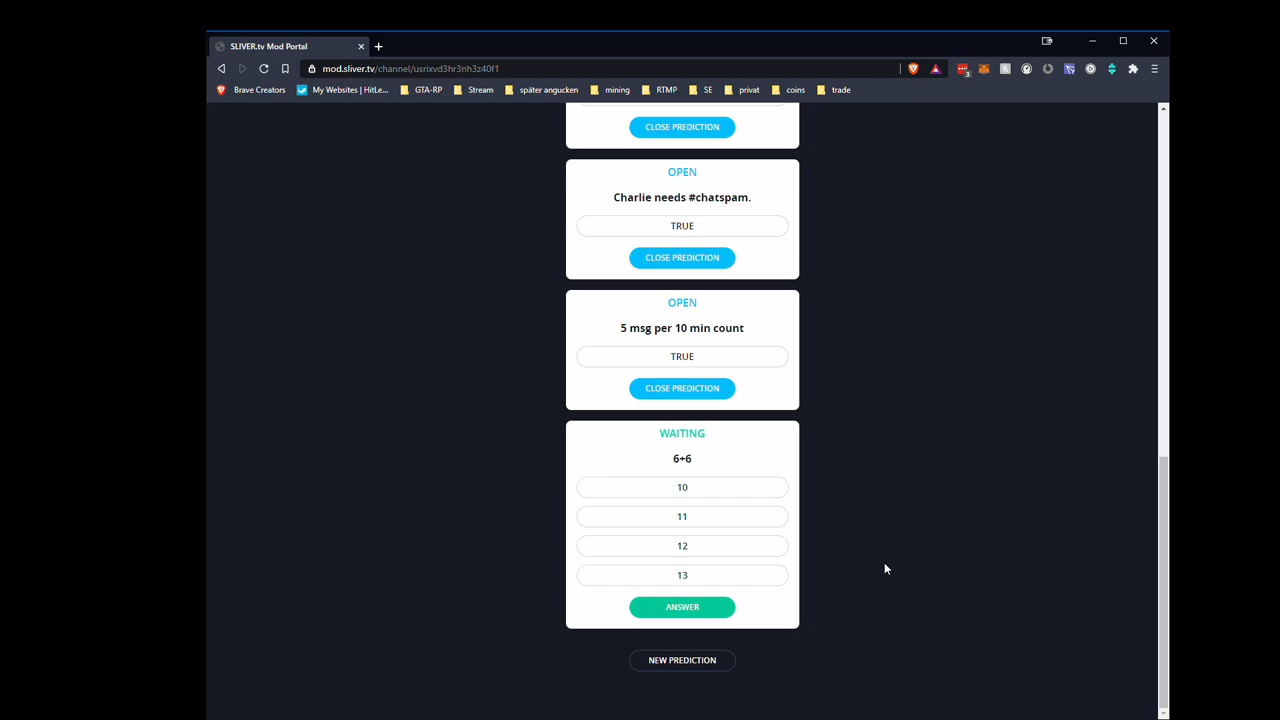 SLIVER.tv Mod Portal
mod.sliver.tv/channel/usrixvd3hr3nh3z40f1
3
Brave Creators My Websites | HitLe... GTA-RP Stream später angucken mining RTMP SE privat coins trade
CLOSE PREDICTION
OPEN
Charlie needs #chatspam.
TRUE
CLOSE PREDICTION
OPEN
5 msg per 10 min count
TRUE
CLOSE PREDICTION
WAITING
6+6
10
11
12
13
ANSWER
NEW PREDICTION